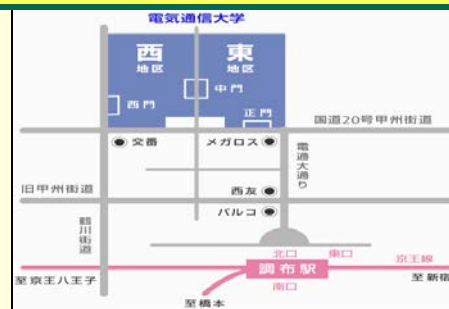 電気通信大学
西
地区
東
地区
中門
西門
正門
国道20号甲州街道
交番
メガロス
電通大通り
旧甲州街道
西友
パルコ
鶴川街道
北口
東口
京王線
調布駅
至京王八王子
至新宿
南口
至橋本